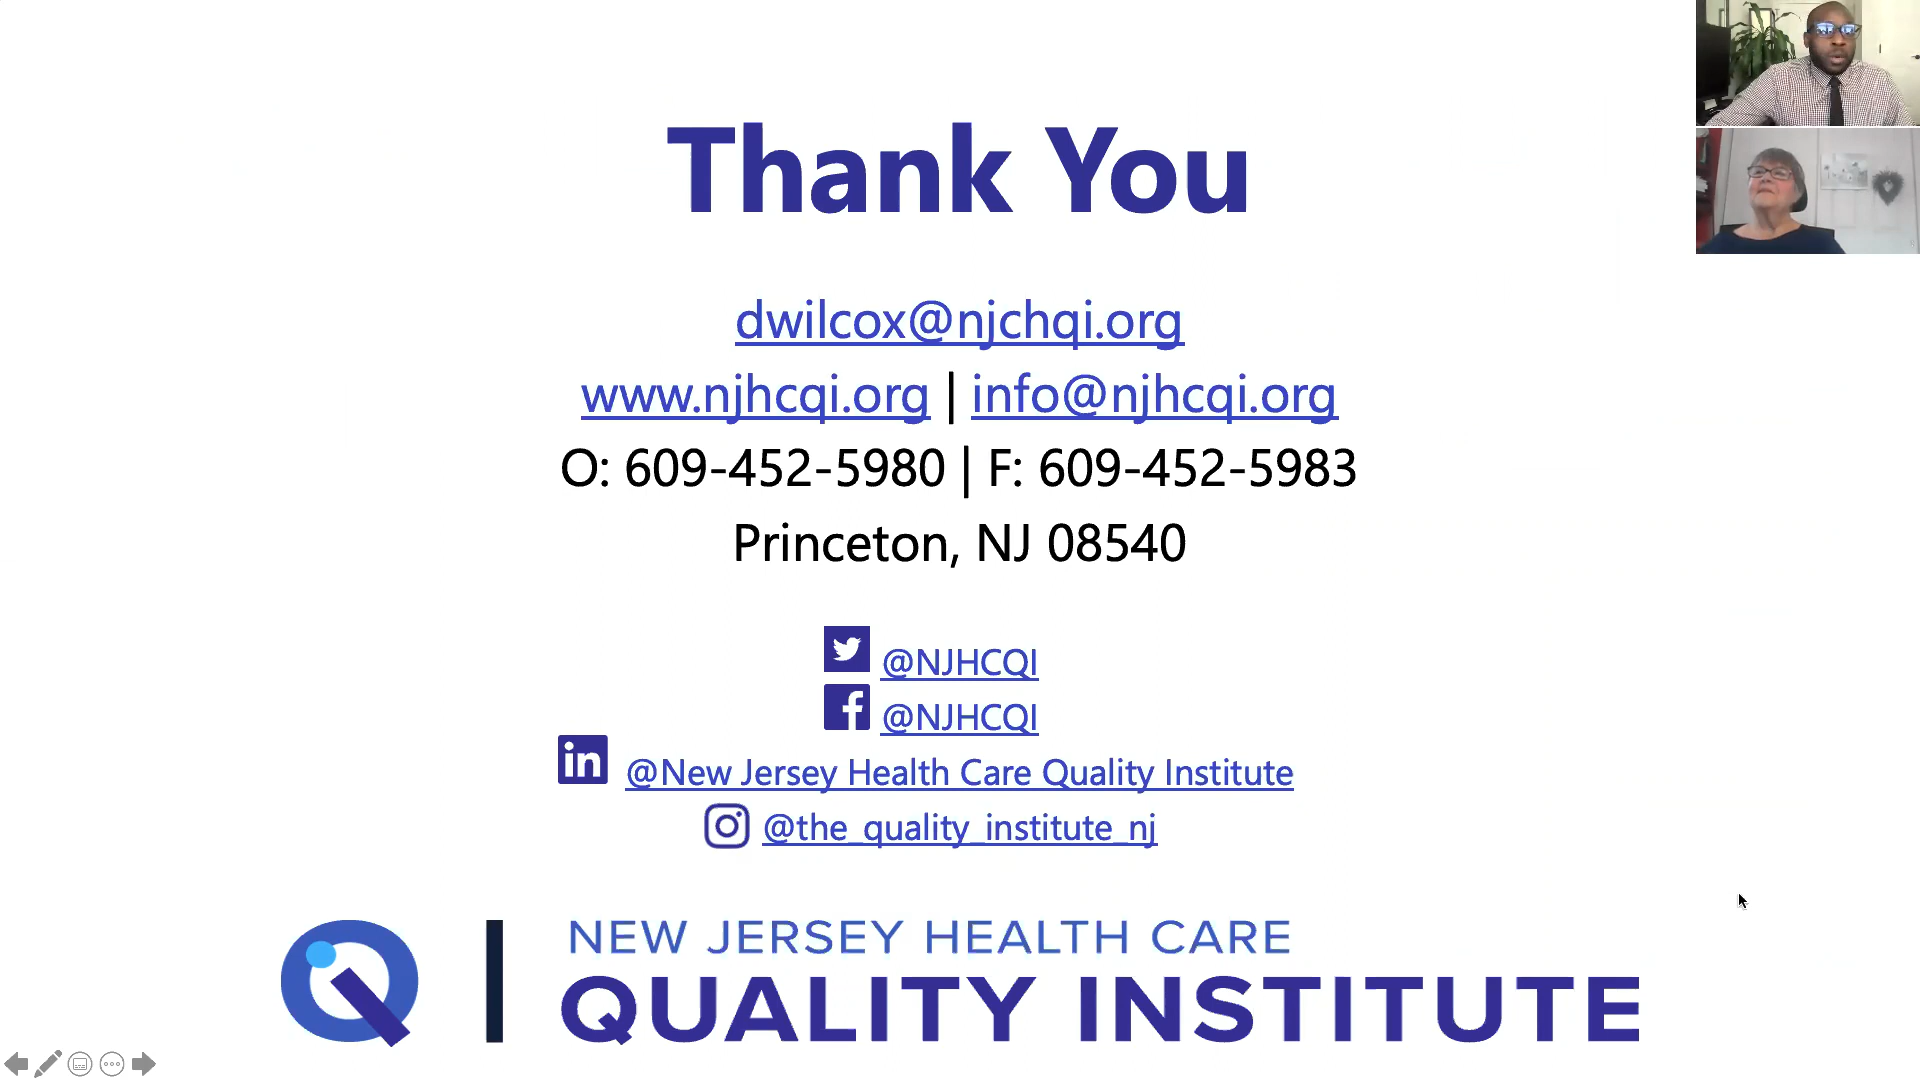 Thank You
dwilcox@njchqi.org
www.njhcqi.org | info@njhcqi.org
O: 609-452-5980 | F: 609-452-5983
Princeton, NJ 08540
@NJHCQI
@NJHCQI
in @New Jersey Health Care Quality Institute
@the_quality_institute_nj
NEW JERSEY HEALTH CARE
QUALITY INSTITUTE